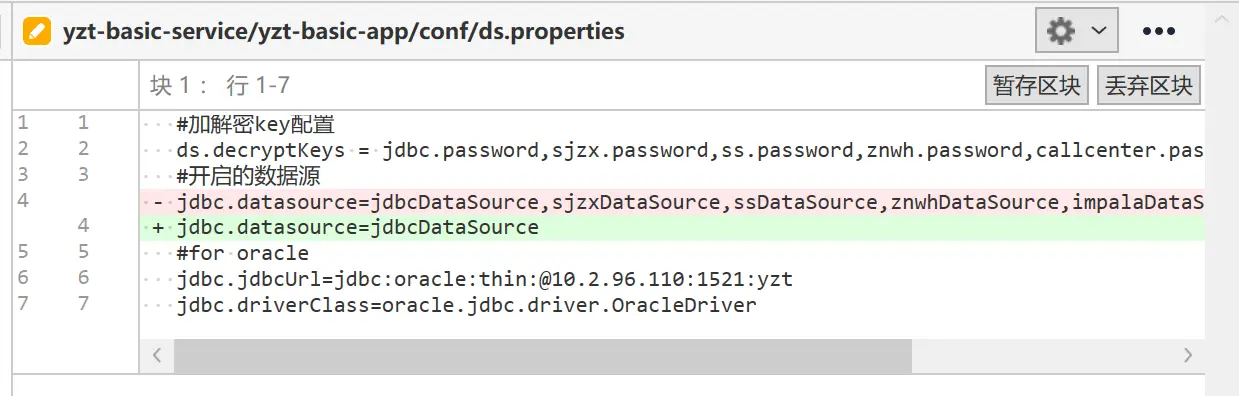 yzt-basic-service/yzt-basic-app/conf/ds.properties
块 1： 行 1-7
暂存区块
丢弃区块
1 1 #加解密key配置
2 2 ds.decryptKeys = jdbc.password,sjzx.password,ss.password,znwh.password,callcenter.pas
3 3 #开启的数据源
4 - jdbc.datasource=jdbcDataSource,sjzxDataSource,ssDataSource,znwhDataSource,impalaDataS
4 + jdbc.datasource=jdbcDataSource
5 5 #for oracle
6 6 jdbc.jdbcUrl=jdbc:oracle:thin:@10.2.96.110:1521:yzt
7 7 jdbc.driverClass=oracle.jdbc.driver.OracleDriver